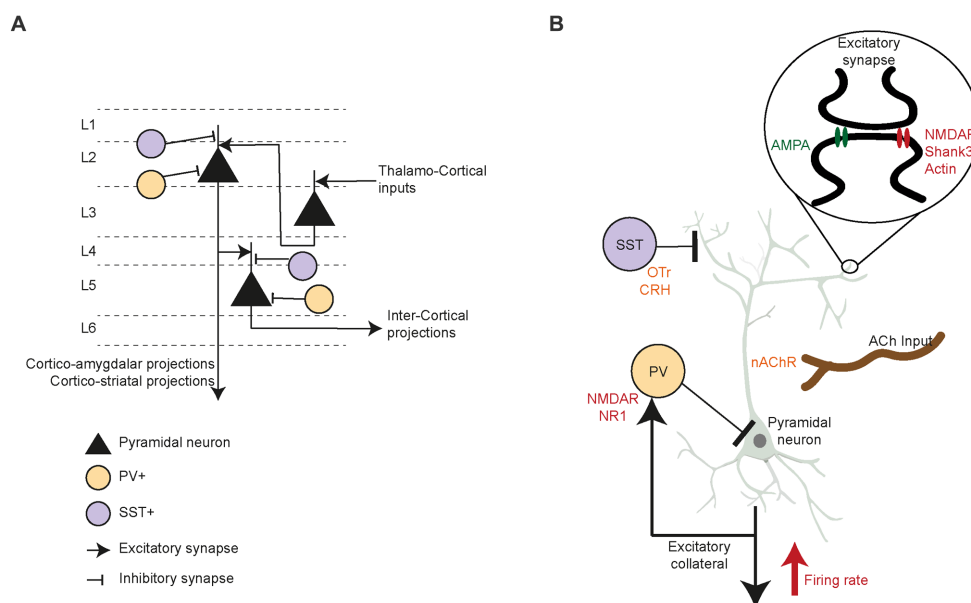 A
L1
L2
L3
L4
L5
L6
Thalamo-Cortical
inputs
Inter-Cortical
projections
Cortico-amygdalar projections
Cortico-striatal projections
Pyramidal neuron
PV+
SST+
Excitatory synapse
Inhibitory synapse
B
Excitatory
synapse
AMPA
NMDAR
Shank3
Actin
SST
OTr
CRH
nAChR
ACh Input
PV
NMDAR
NR1
Pyramidal
neuron
Excitatory
collateral
Firing rate